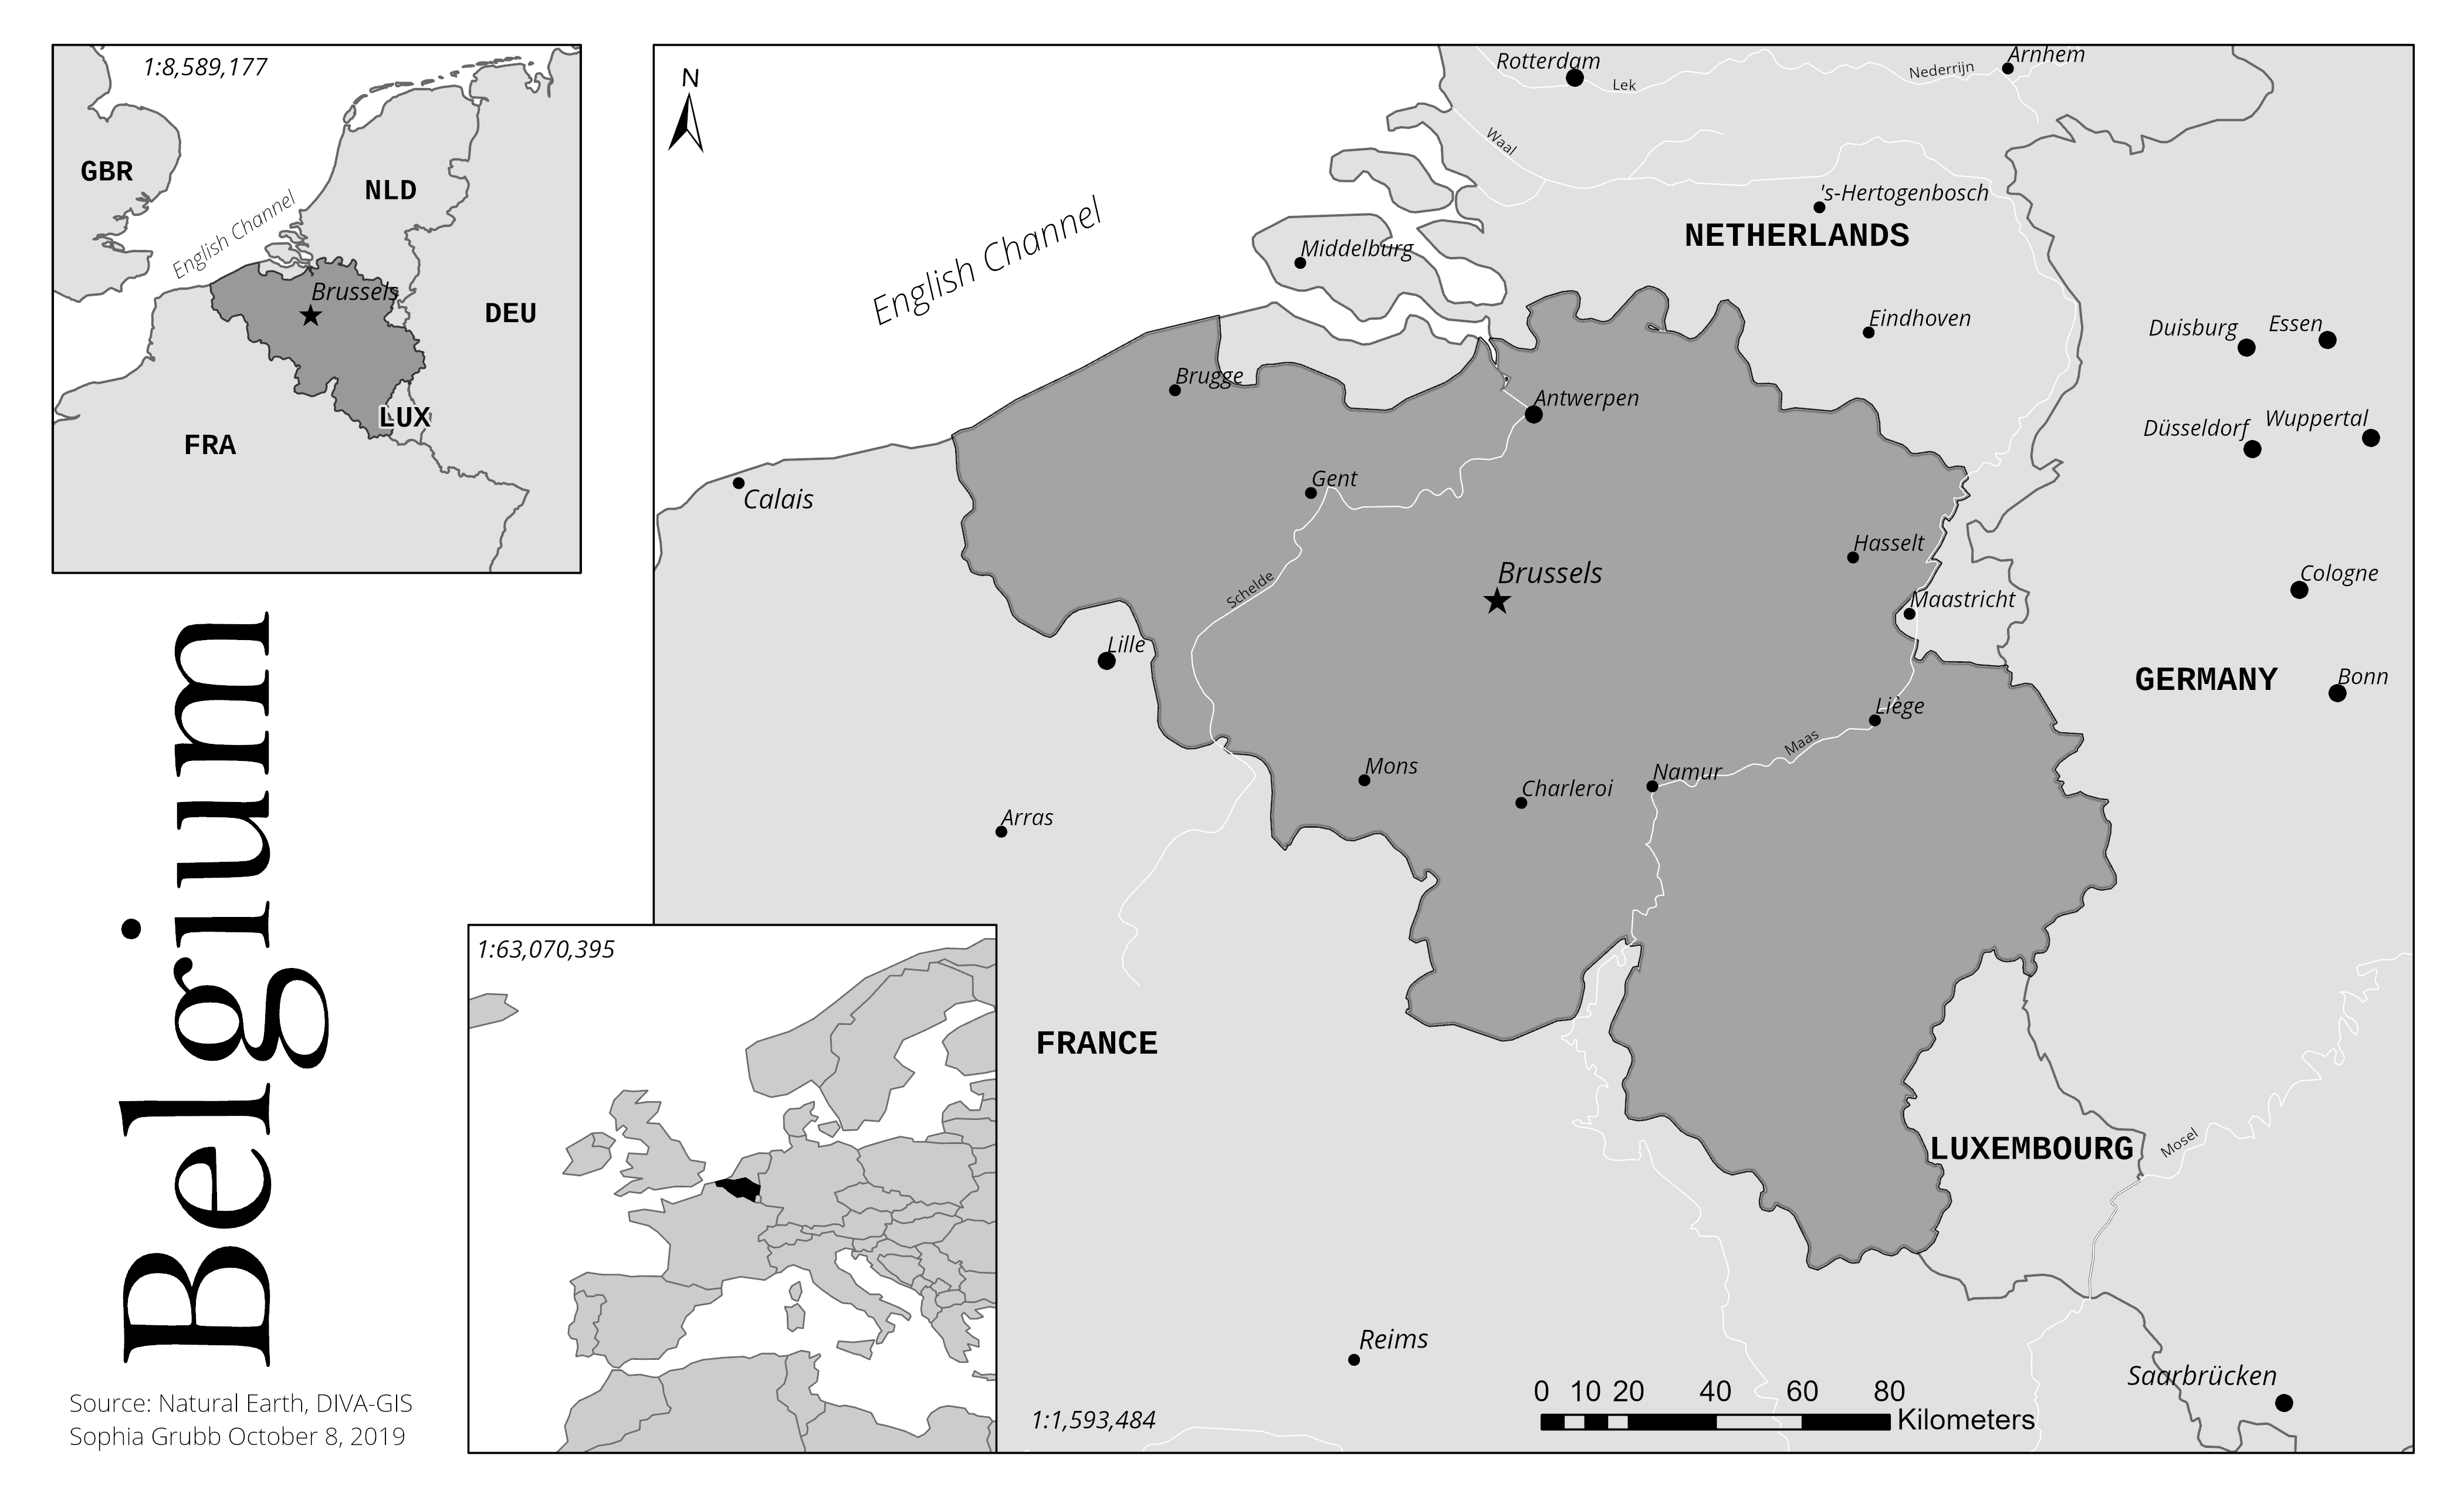 1:8,589,177
GBR
NLD
English Channel
Brussels
DEU
LUX
FRA
Belgium
Source: Natural Earth, DIVA-GIS
Sophia Grubb October 8, 2019
1:63,070,395
N
Rotterdam
Lek
Nederrijn
Arnhem
Waal
's-Hertogenbosch
NETHERLANDS
English Channel
Middelburg
Eindhoven
Duisburg
Essen
Brugge
Antwerpen
Düsseldorf
Wuppertal
Calais
Gent
Hasselt
Brussels
Cologne
Schelde
Maastricht
Lille
GERMANY
Bonn
Liège
Maas
Mons
Namur
Charleroi
Arras
FRANCE
LUXEMBOURG
Mosel
Reims
Saarbrücken
0 10 20 40 60 80
Kilometers
1:1,593,484